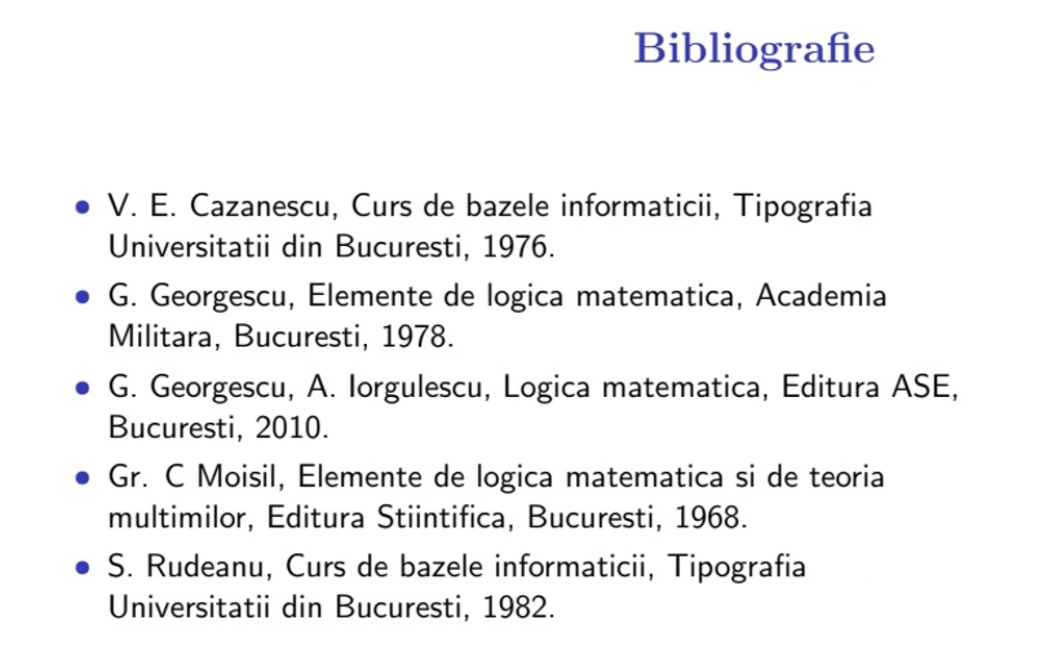 Bibliografie
• V. E. Cazanescu, Curs de bazele informaticii, Tipografia
Universitatii din Bucuresti, 1976.
• G. Georgescu, Elemente de logica matematica, Academia
Militara, Bucuresti, 1978.
• G. Georgescu, A. Iorgulescu, Logica matematica, Editura ASE,
Bucuresti, 2010.
• Gr. C Moisil, Elemente de logica matematica si de teoria
multimilor, Editura Stiintifica, Bucuresti, 1968.
• S. Rudeanu, Curs de bazele informaticii, Tipografia
Universitatii din Bucuresti, 1982.